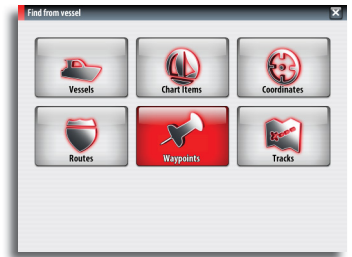 Find from vessel
Vessels Chart Items Coordinates
Routes Waypoints Tracks